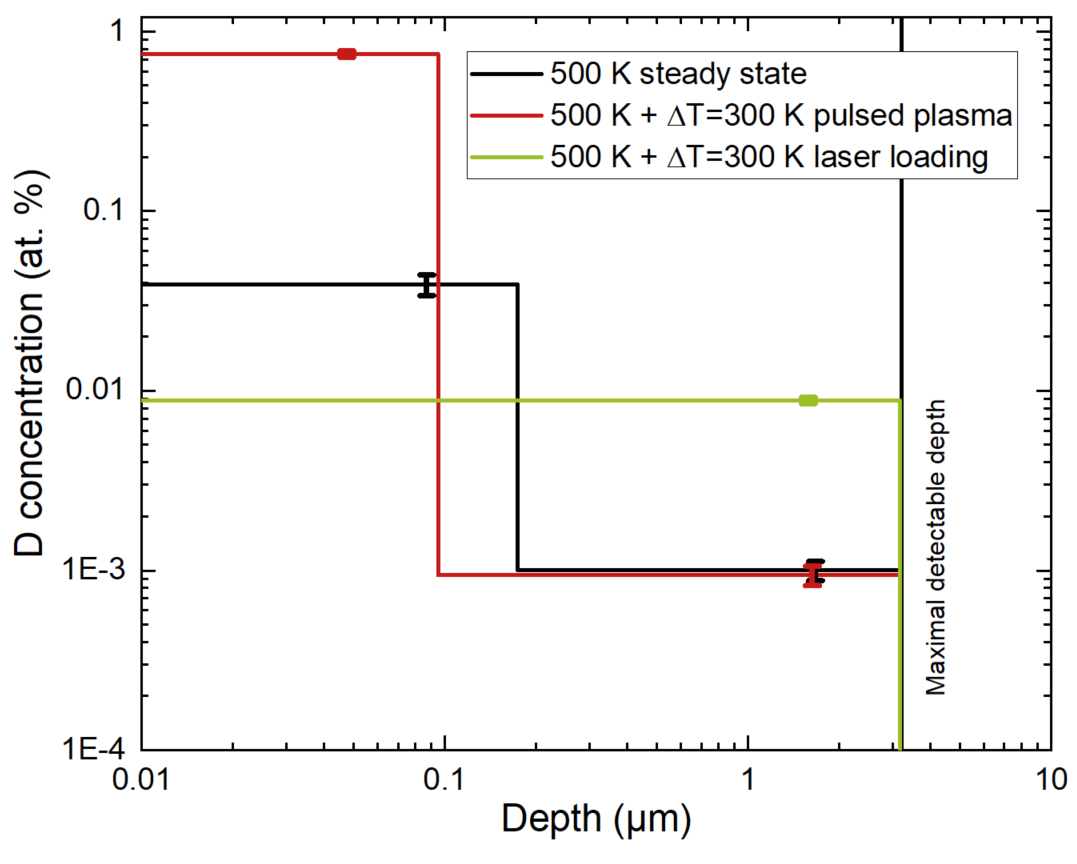 1
0.1
0.01
1E-3
1E-4
D concentration (at. %)
500 K steady state
500 K + ΔT=300 K pulsed plasma
500 K + ΔT=300 K laser loading
Maximal detectable depth
0.01
0.1
1
10
Depth (µm)